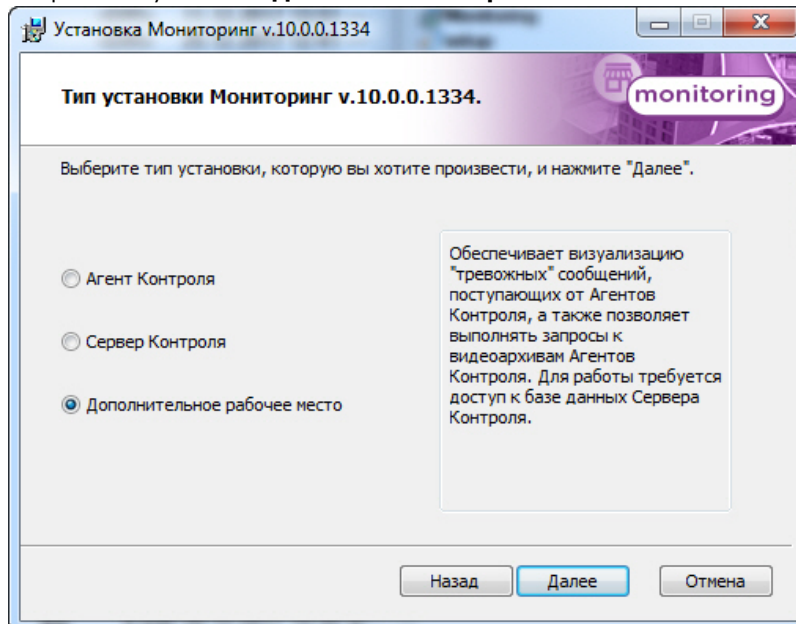 Установка Мониторинг v.10.0.0.1334
Тип установки Мониторинг v.10.0.0.1334.
monitoring
Выберите тип установки, которую вы хотите произвести, и нажмите "Далее".
Агент Контроля
Сервер Контроля
Дополнительное рабочее место
Обеспечивает визуализацию
"тревожных" сообщений,
поступающих от Агентов
Контроля, а также позволяет
выполнять запросы к
видеоархивам Агентов
Контроля. Для работы требуется
доступ к базе данных Сервера
Контроля.
Назад
Далее
Отмена